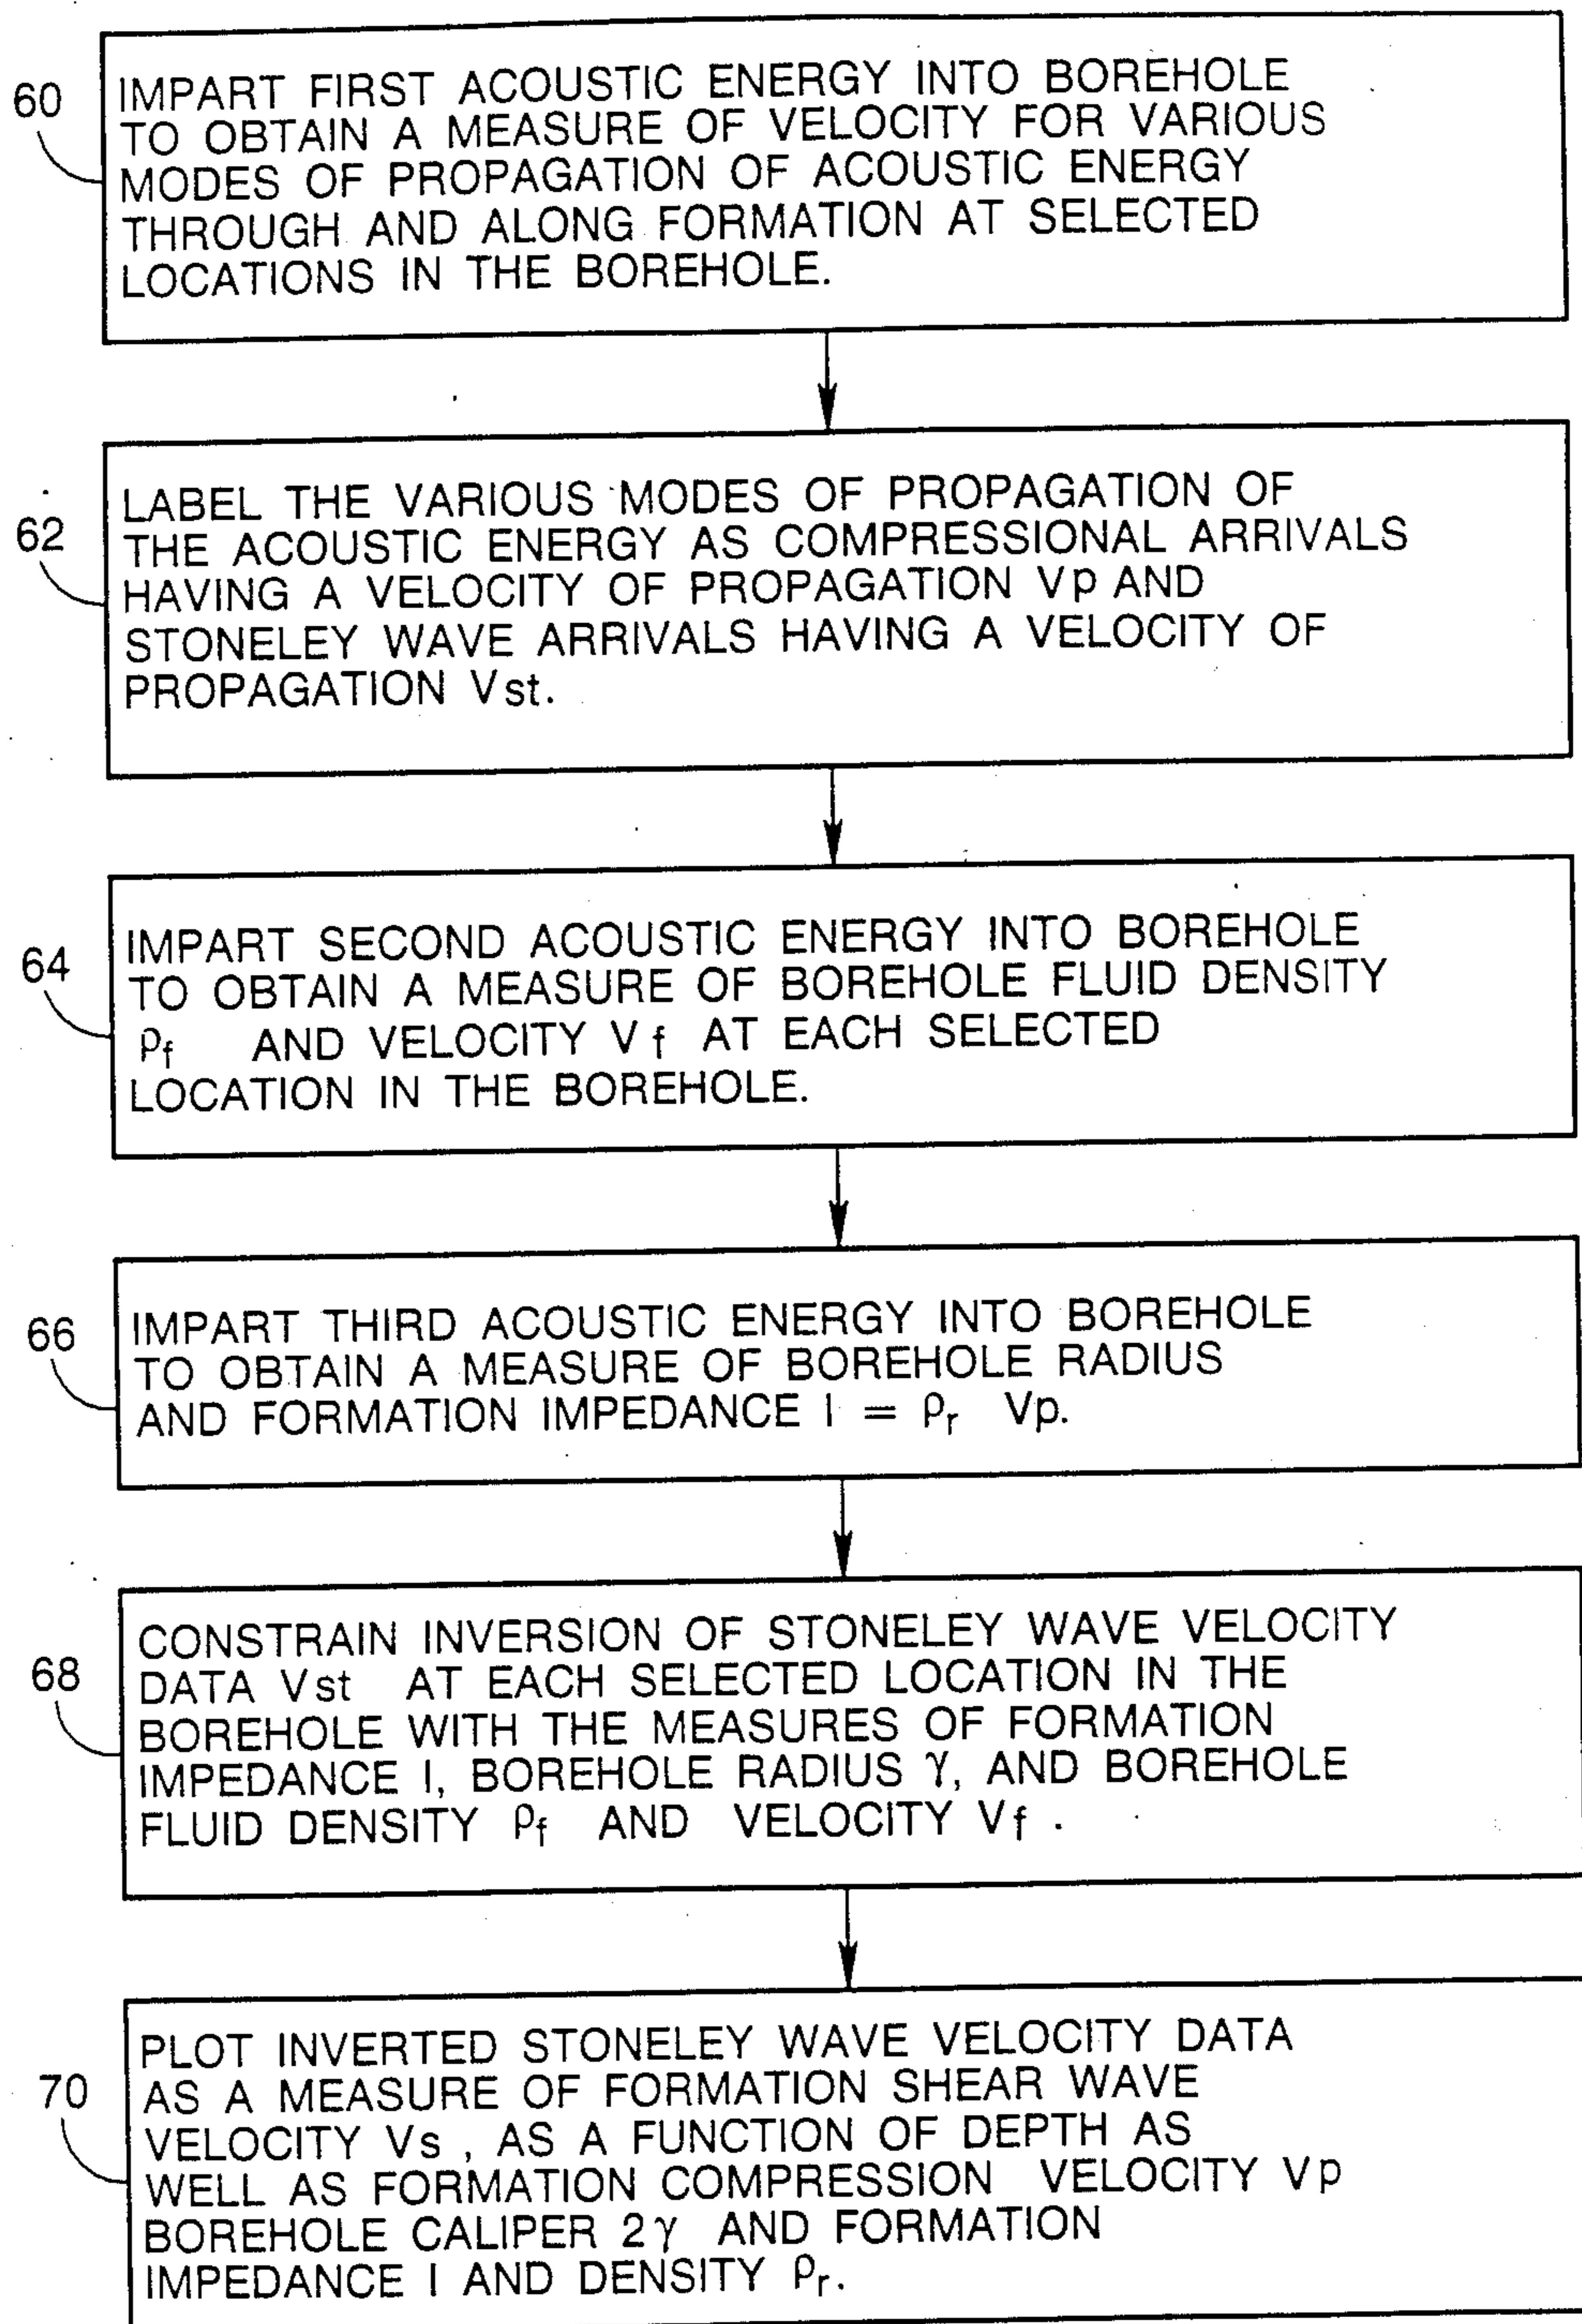 60
IMPART FIRST ACOUSTIC ENERGY INTO BOREHOLE
TO OBTAIN A MEASURE OF VELOCITY FOR VARIOUS
MODES OF PROPAGATION OF ACOUSTIC ENERGY
THROUGH AND ALONG FORMATION AT SELECTED
LOCATIONS IN THE BOREHOLE.
62
LABEL THE VARIOUS MODES OF PROPAGATION OF
THE ACOUSTIC ENERGY AS COMPRESSIONAL ARRIVALS
HAVING A VELOCITY OF PROPAGATION Vp AND
STONELEY WAVE ARRIVALS HAVING A VELOCITY OF
PROPAGATION Vst.
64
IMPART SECOND ACOUSTIC ENERGY INTO BOREHOLE
TO OBTAIN A MEASURE OF BOREHOLE FLUID DENSITY
ρf AND VELOCITY Vf AT EACH SELECTED
LOCATION IN THE BOREHOLE.
66
IMPART THIRD ACOUSTIC ENERGY INTO BOREHOLE
TO OBTAIN A MEASURE OF BOREHOLE RADIUS
AND FORMATION IMPEDANCE I = ρr Vp.
68
CONSTRAIN INVERSION OF STONELEY WAVE VELOCITY
DATA Vst AT EACH SELECTED LOCATION IN THE
BOREHOLE WITH THE MEASURES OF FORMATION
IMPEDANCE I, BOREHOLE RADIUS γ, AND BOREHOLE
FLUID DENSITY ρf AND VELOCITY Vf .
70
PLOT INVERTED STONELEY WAVE VELOCITY DATA
AS A MEASURE OF FORMATION SHEAR WAVE
VELOCITY Vs , AS A FUNCTION OF DEPTH AS
WELL AS FORMATION COMPRESSION VELOCITY Vp
BOREHOLE CALIPER 2γ AND FORMATION
IMPEDANCE I AND DENSITY ρr.